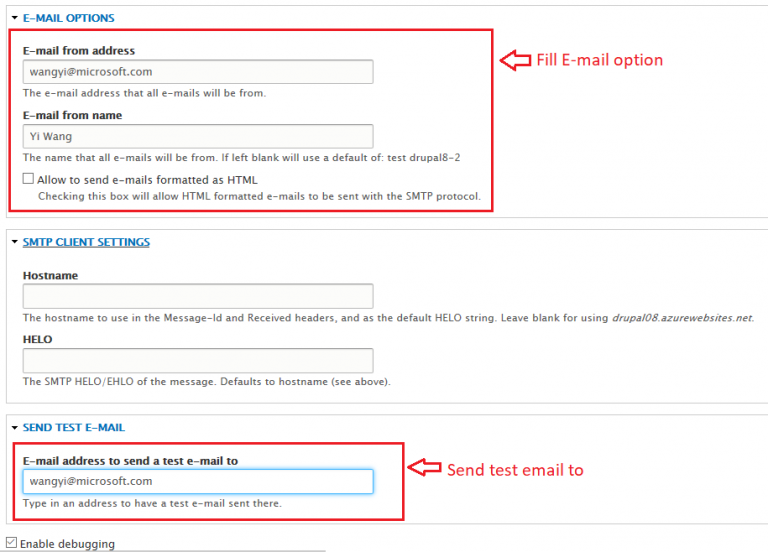 E-MAIL OPTIONS
E-mail from address
wangyi@microsoft.com
Fill E-mail option
The e-mail address that all e-mails will be from.
E-mail from name
Yi Wang
The name that all e-mails will be from. If left blank will use a default of: test drupal8-2
Allow to send e-mails formatted as HTML
Checking this box will allow HTML formatted e-mails to be sent with the SMTP protocol.
SMTP CLIENT SETTINGS
Hostname
The hostname to use in the Message-Id and Received headers, and as the default HELO string. Leave blank for using drupal08.azurewebsites.net.
HELO
The SMTP HELO/EHLO of the message. Defaults to hostname (see above).
SEND TEST E-MAIL
E-mail address to send a test e-mail to
Send test email to
wangyi@microsoft.com
Type in an address to have a test e-mail sent there.
Enable debugging